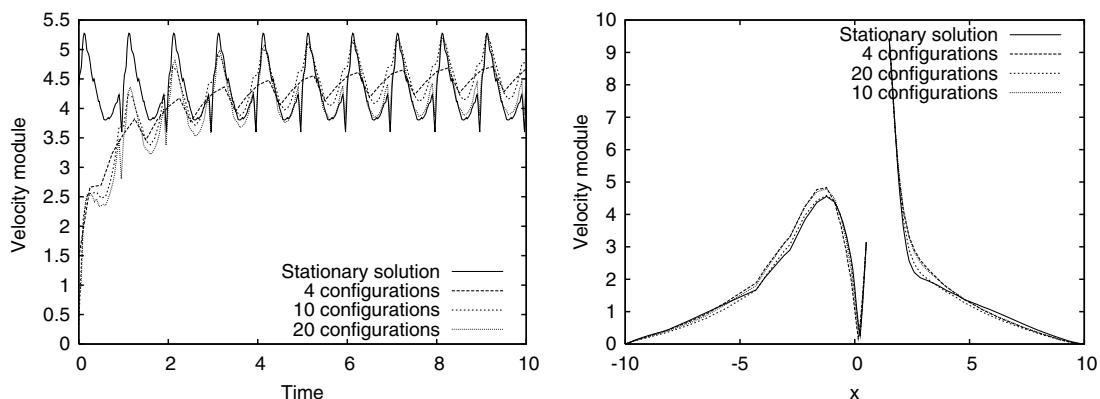 5.5
5
4.5
4
3.5
3
2.5
2
1.5
1
0.5
0
Velocity module
Stationary solution
4 configurations
10 configurations
20 configurations
0 2 4 6 8 10
Time
10
9
8
7
6
5
4
3
2
1
0
Velocity module
Stationary solution
4 configurations
20 configurations
10 configurations
-10 -5 0 5 10
x